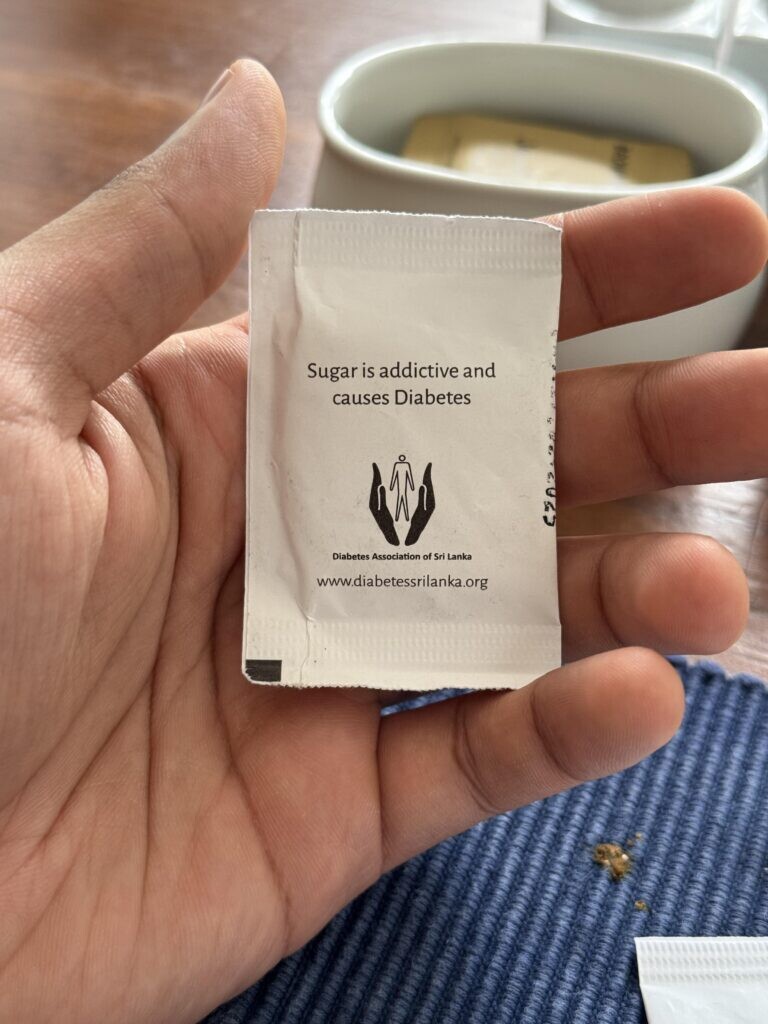 Sugar is addictive and
causes Diabetes
Diabetes Association of Sri Lanka
www.diabetessrilanka.org